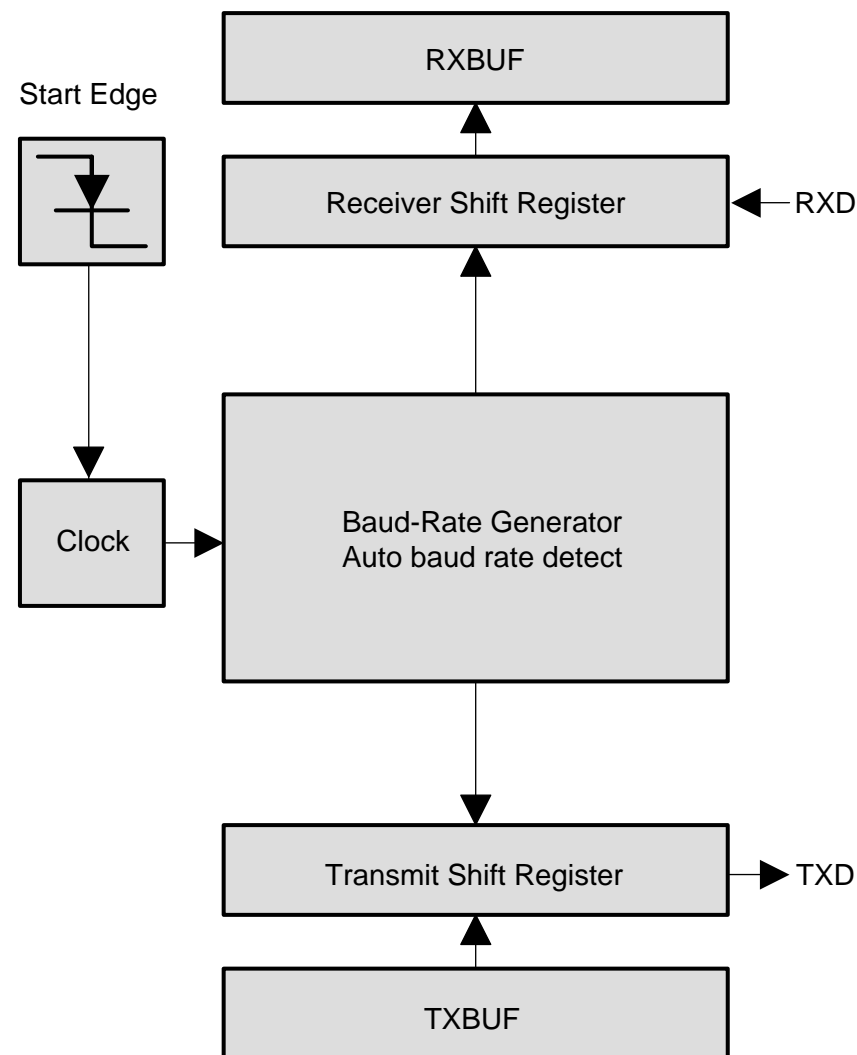 RXBUF
Start Edge
Receiver Shift Register
RXD
Clock
Baud-Rate Generator
Auto baud rate detect
Transmit Shift Register
TXD
TXBUF